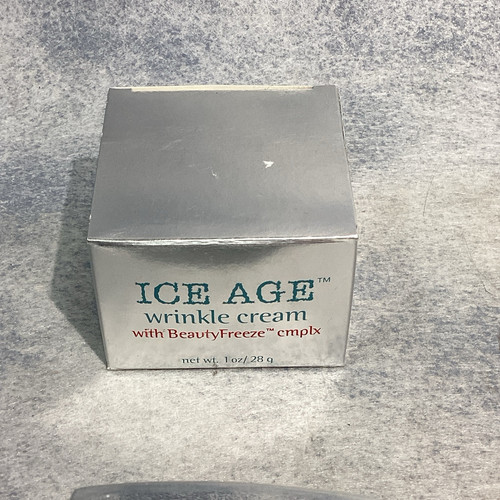 ICE AGE™
wrinkle cream
with BeautyFreeze™ cmplx
net wt. 1 oz/ 28 g